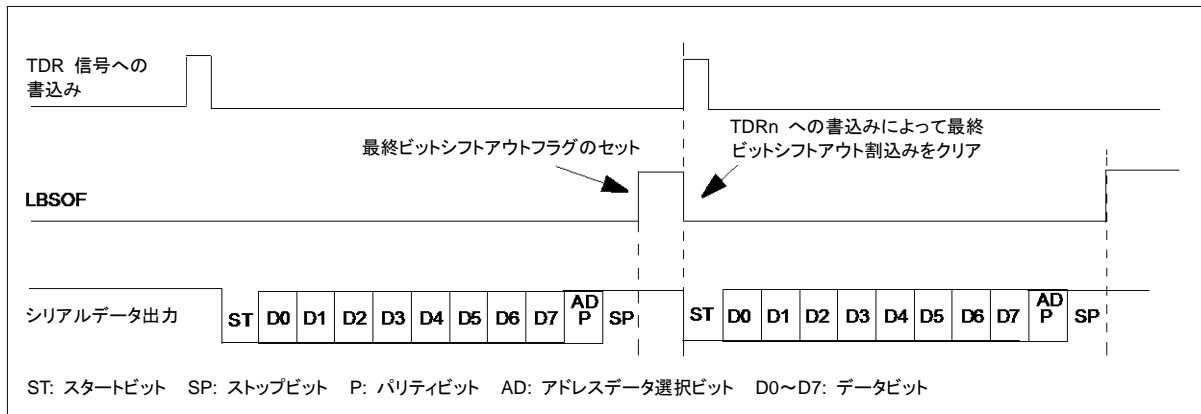 TDR 信号への
書込み
TDRn への書込みによって最終
ビットシフトアウト割込みをクリア
最終ビットシフトアウトフラグのセット
LBSOF
シリアルデータ出力
ST D0 D1 D2 D3 D4 D5 D6 D7 AD P SP ST D0 D1 D2 D3 D4 D5 D6 D7 AD P SP
ST: スタートビット SP: ストップビット P: パリティビット AD: アドレスデータ選択ビット D0～D7: データビット